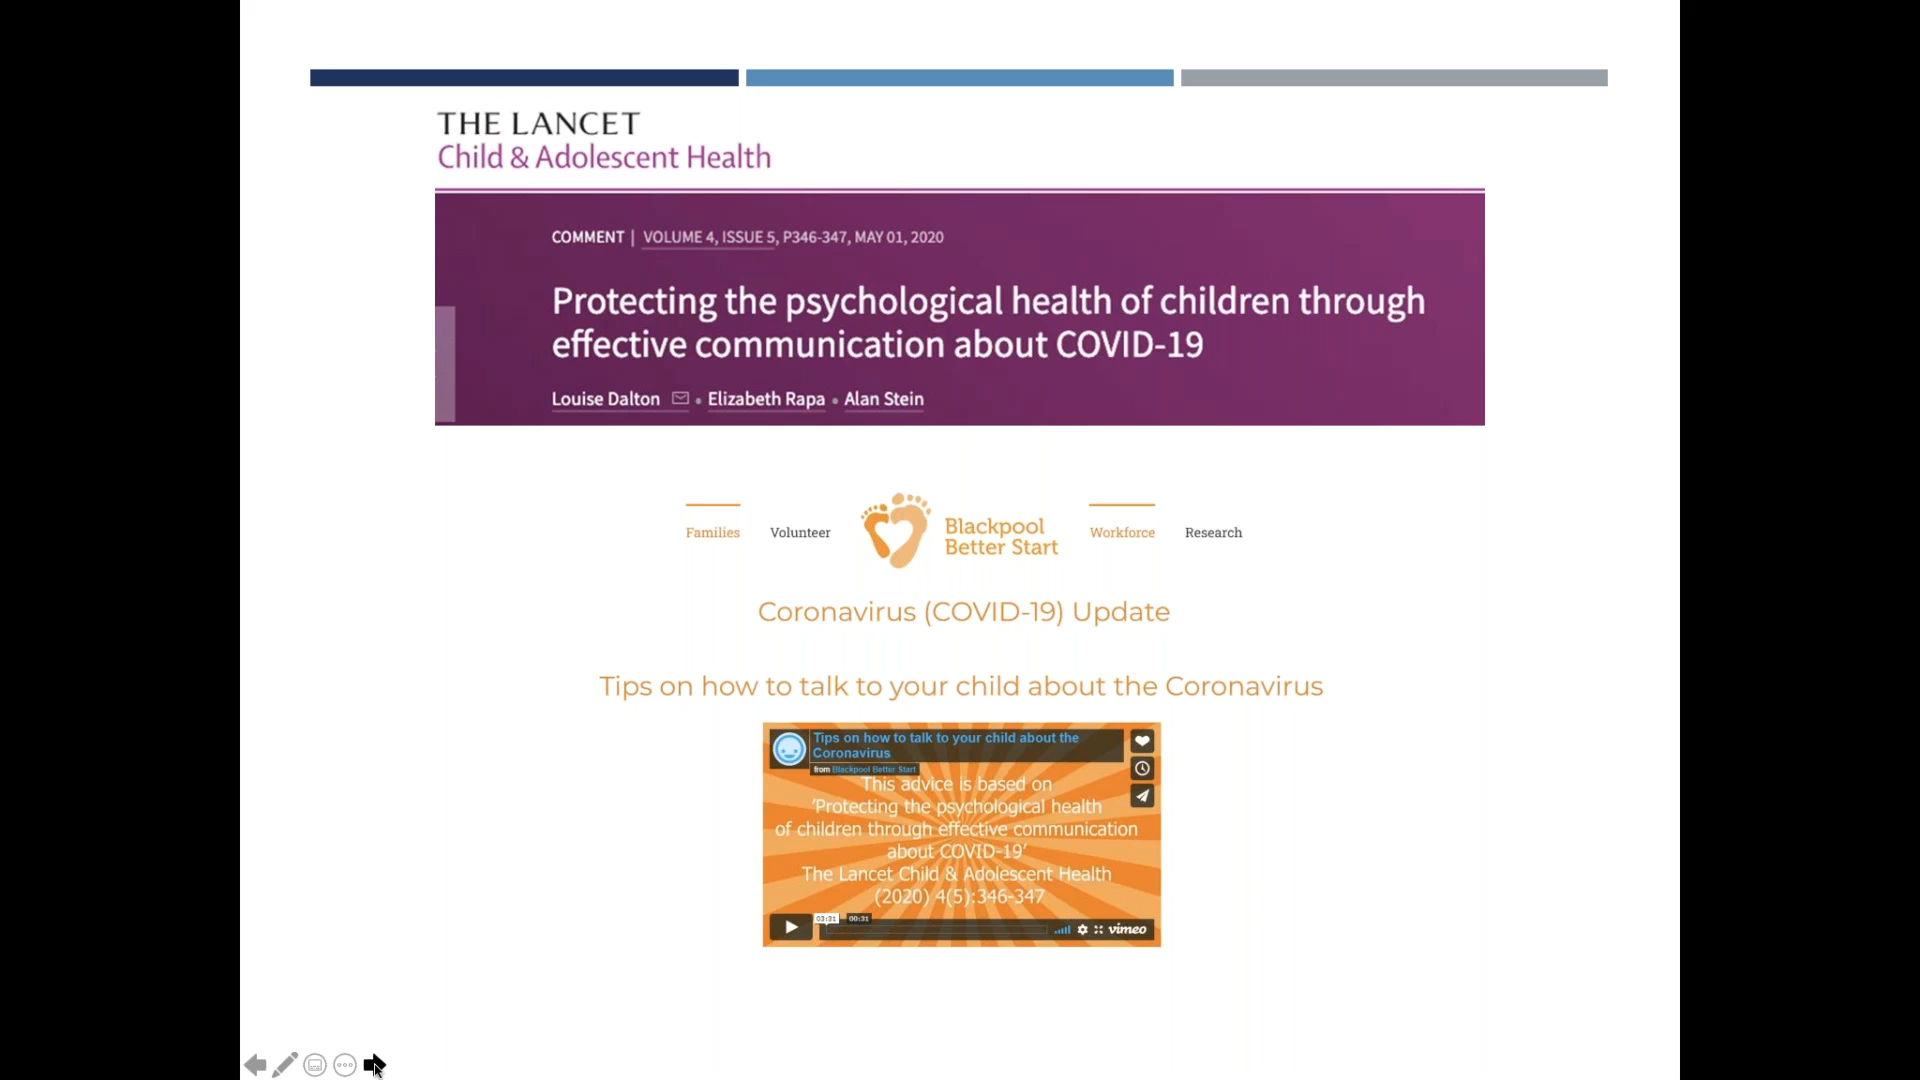 THE LANCET
Child & Adolescent Health
COMMENT | VOLUME 4, ISSUE 5, P346-347, MAY 01, 2020
Protecting the psychological health of children through
effective communication about COVID-19
Louise Dalton • Elizabeth Rapa • Alan Stein
Families Volunteer Blackpool Better Start Workforce Research
Coronavirus (COVID-19) Update
Tips on how to talk to your child about the Coronavirus
Tips on how to talk to your child about the
Coronavirus
from Blackpool Better Start
This advice is based on
'Protecting the psychological health
of children through effective communication
about COVID-19'
The Lancet Child & Adolescent Health
(2020) 4(5):346-347
03:31 00:31
vimeo